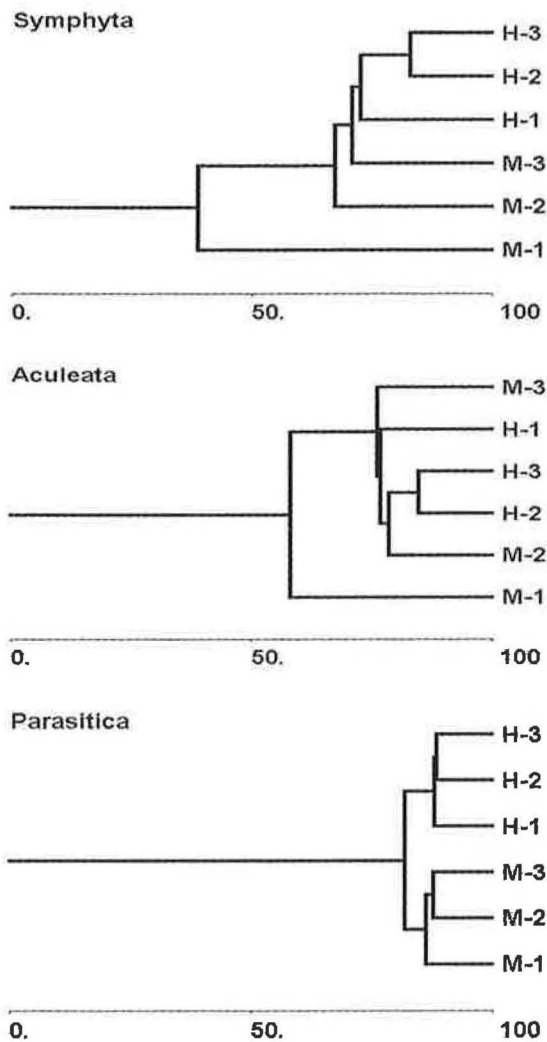 Symphyta
H-3
H-2
H-1
M-3
M-2
M-1
0. 50. 100
Aculeata
M-3
H-1
H-3
H-2
M-2
M-1
0. 50. 100
Parasitica
H-3
H-2
H-1
M-3
M-2
M-1
0. 50. 100